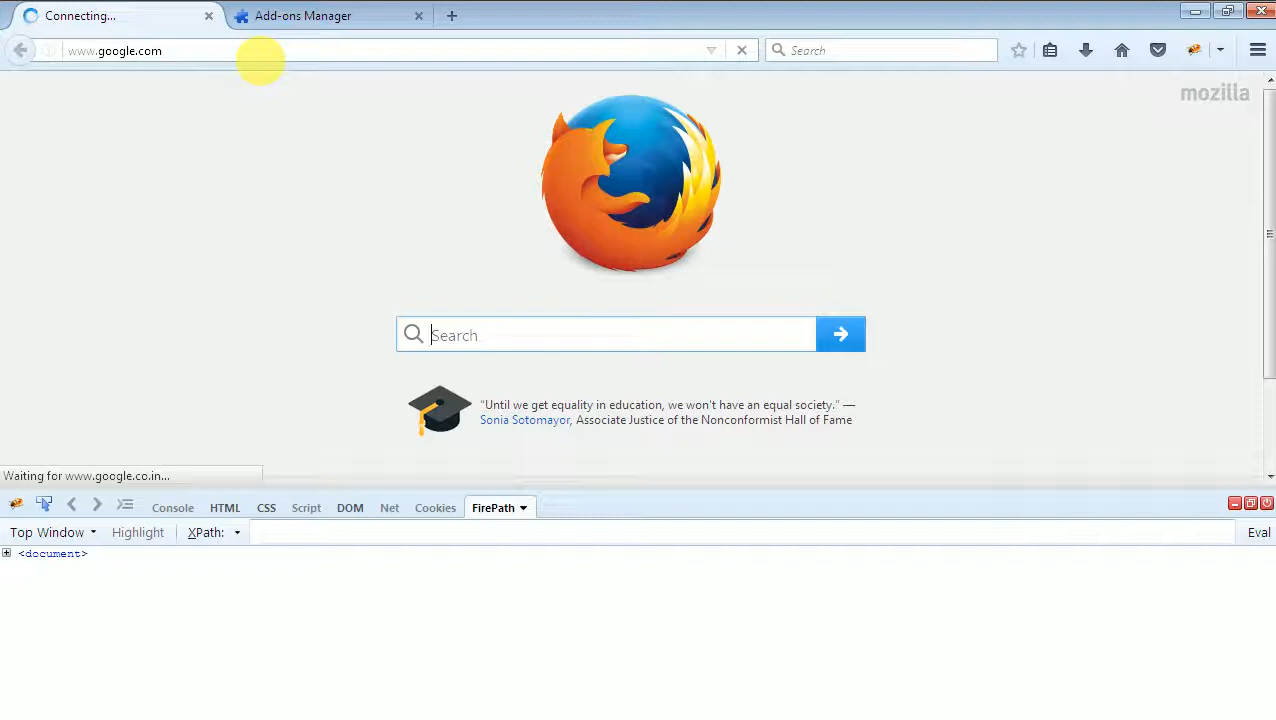 Connecting...
Add-ons Manager
www.google.com
Search
mozilla
Search
“Until we get equality in education, we won't have an equal society.” —
Sonia Sotomayor, Associate Justice of the Nonconformist Hall of Fame
Waiting for www.google.co.in...
Console HTML CSS Script DOM Net Cookies FirePath
Top Window Highlight XPath: Eval
<document>